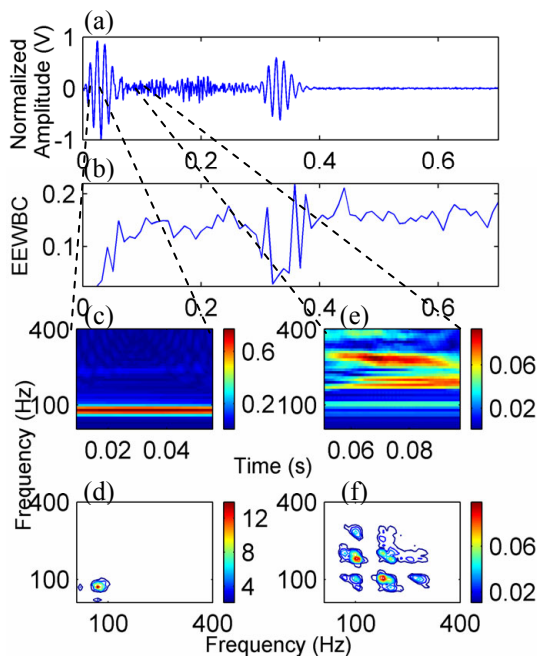 (a)
Normalized
Amplitude (V)
1
0
-1
0 0.2 0.4 0.6
(b)
EEWBC
0.2
0.1
0 0.2 0.4 0.6
(c) (e)
400 400
0.6 0.06
100 0.2 100 0.02
0.02 0.04 0.06 0.08
Time (s)
Frequency (Hz)
(d) (f)
400 400
12
8 0.06
100 4 100 0.02
100 400 100 400
Frequency (Hz)